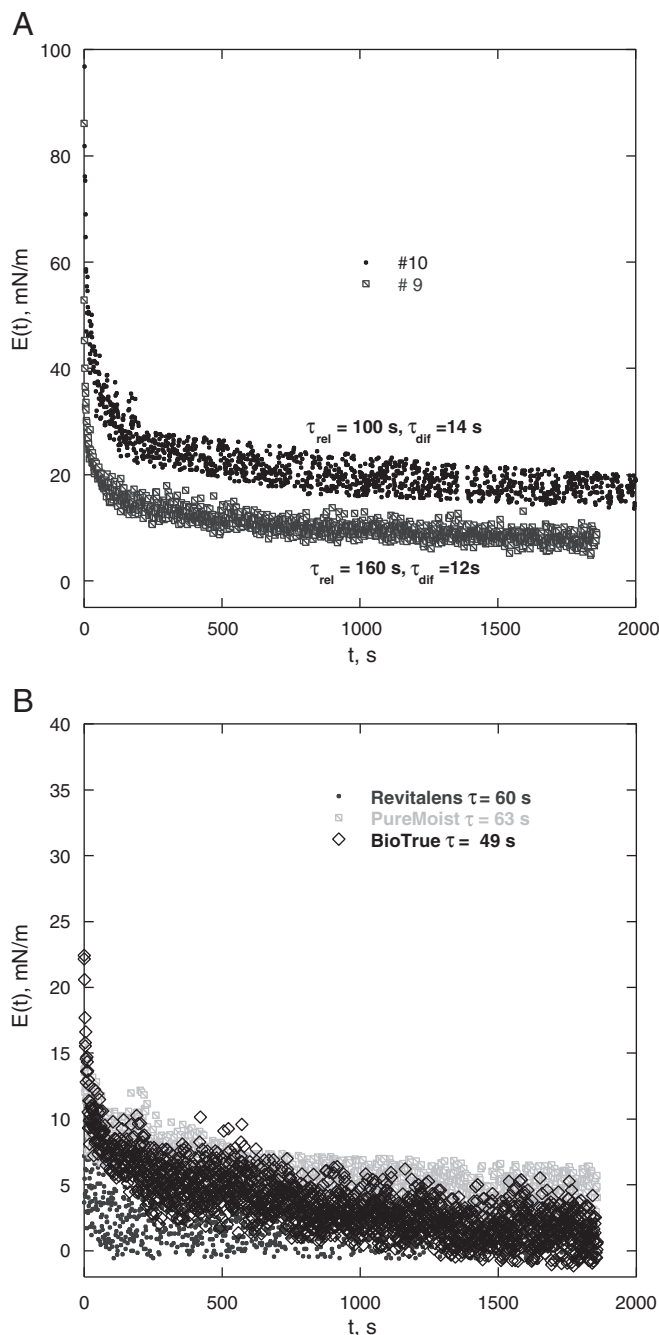 A
100
80
60
40
20
0
E(t), mN/m
#10
# 9
τrel = 100 s, τdif =14 s
τrel = 160 s, τdif =12s
0 500 1000 1500 2000
t, s
B
40
35
30
25
20
15
10
5
0
E(t), mN/m
Revitalens τ = 60 s
PureMoist τ = 63 s
BioTrue τ = 49 s
0 500 1000 1500 2000
t, s